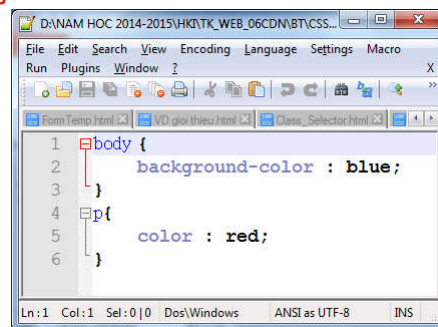 D:\NAM HOC 2014-2015\HKI\TK_WEB_06CDN\BT\CSS...
File Edit Search View Encoding Language Settings Macro
Run Plugins Window ? X
FormTemp.html VD gioi thieu.html Class_Selector.html
1 body {
2 background-color : blue;
3 }
4 p{
5 color : red;
6 }
Ln:1 Col:1 Sel:0|0 Dos\Windows ANSI as UTF-8 INS